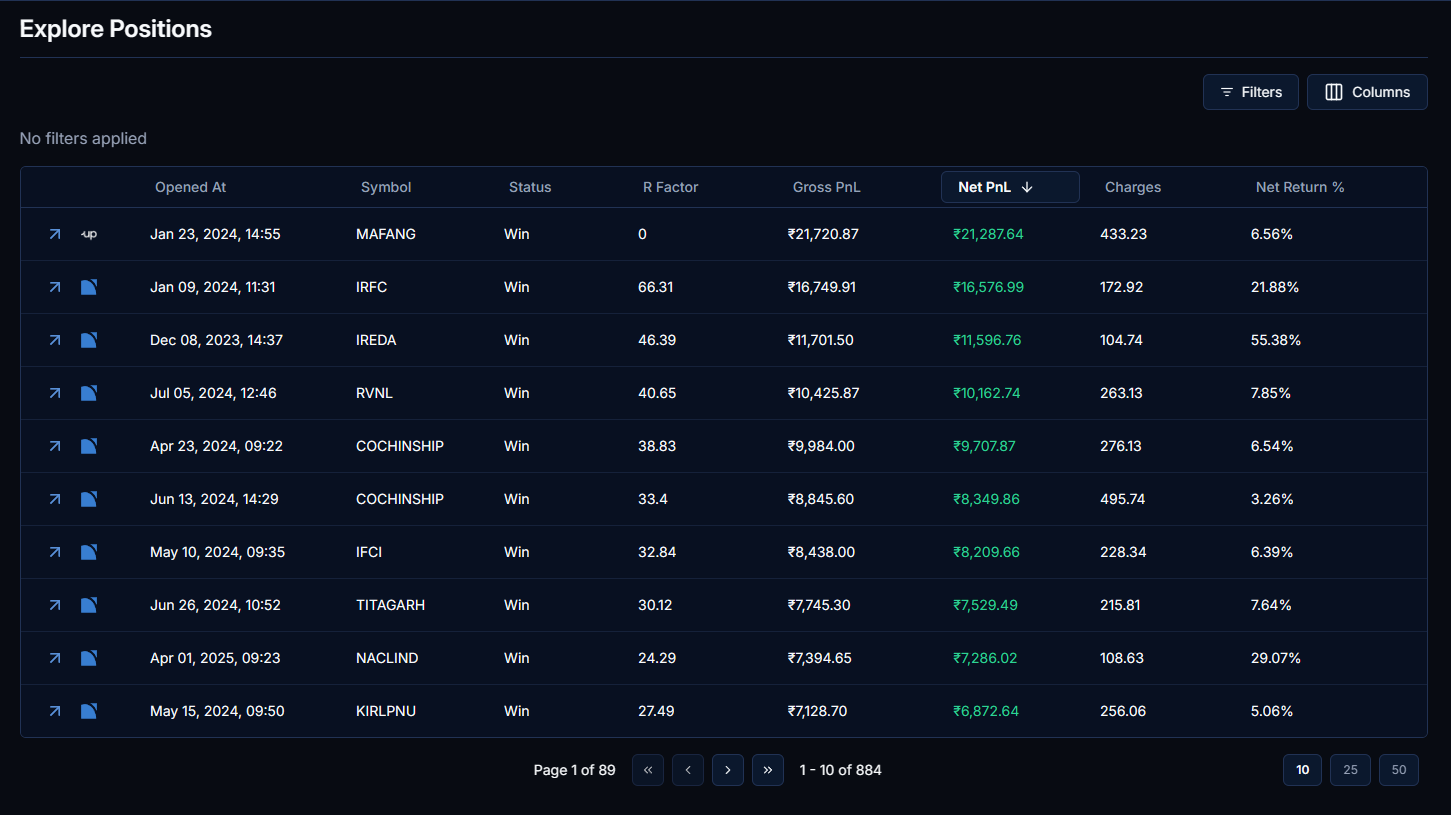 Explore Positions
Filters Columns
No filters applied
Opened At Symbol Status R Factor Gross PnL Net PnL ↓ Charges Net Return %
up Jan 23, 2024, 14:55 MAFANG Win 0 ₹21,720.87 ₹21,287.64 433.23 6.56%
Jan 09, 2024, 11:31 IRFC Win 66.31 ₹16,749.91 ₹16,576.99 172.92 21.88%
Dec 08, 2023, 14:37 IREDA Win 46.39 ₹11,701.50 ₹11,596.76 104.74 55.38%
Jul 05, 2024, 12:46 RVNL Win 40.65 ₹10,425.87 ₹10,162.74 263.13 7.85%
Apr 23, 2024, 09:22 COCHINSHIP Win 38.83 ₹9,984.00 ₹9,707.87 276.13 6.54%
Jun 13, 2024, 14:29 COCHINSHIP Win 33.4 ₹8,845.60 ₹8,349.86 495.74 3.26%
May 10, 2024, 09:35 IFCI Win 32.84 ₹8,438.00 ₹8,209.66 228.34 6.39%
Jun 26, 2024, 10:52 TITAGARH Win 30.12 ₹7,745.30 ₹7,529.49 215.81 7.64%
Apr 01, 2025, 09:23 NACLIND Win 24.29 ₹7,394.65 ₹7,286.02 108.63 29.07%
May 15, 2024, 09:50 KIRLPNU Win 27.49 ₹7,128.70 ₹6,872.64 256.06 5.06%
Page 1 of 89 « ‹ › » 1 - 10 of 884 10 25 50